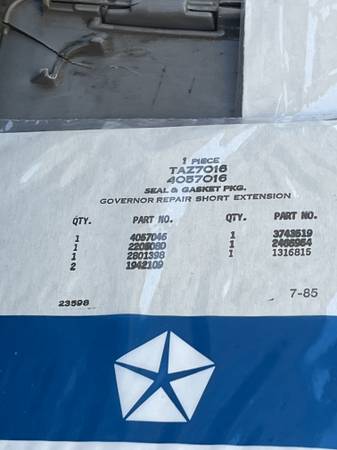 1 PIECE
TAZ7016
4057016
SEAL & GASKET PKG.
GOVERNOR REPAIR SHORT EXTENSION
QTY. PART NO. QTY. PART NO.
1 4057046 1 3743519
1 2205080 1 2466954
1 2801398 1 1316815
2 1942109
23598 7-85